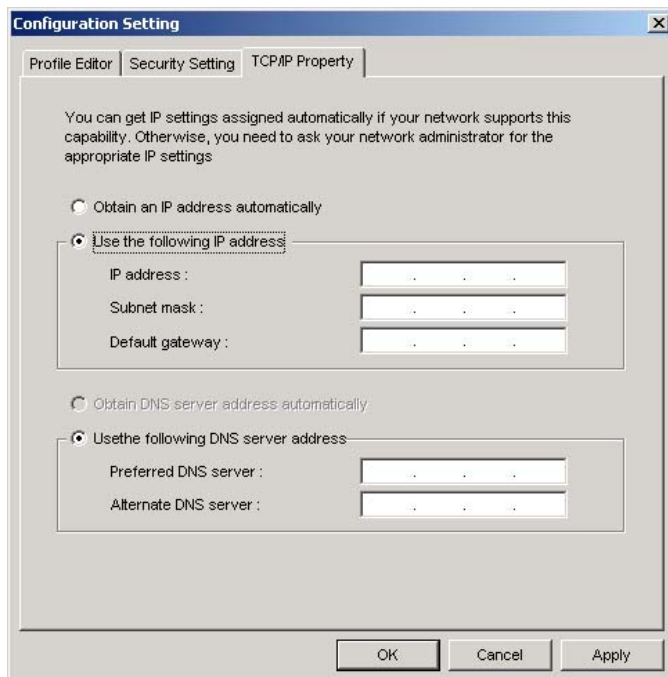 Configuration Setting
Profile Editor Security Setting TCP/IP Property
You can get IP settings assigned automatically if your network supports this
capability. Otherwise, you need to ask your network administrator for the
appropriate IP settings
Obtain an IP address automatically
Use the following IP address
IP address :
Subnet mask :
Default gateway :
Obtain DNS server address automatically
Usethe following DNS server address
Preferred DNS server :
Alternate DNS server :
OK Cancel Apply